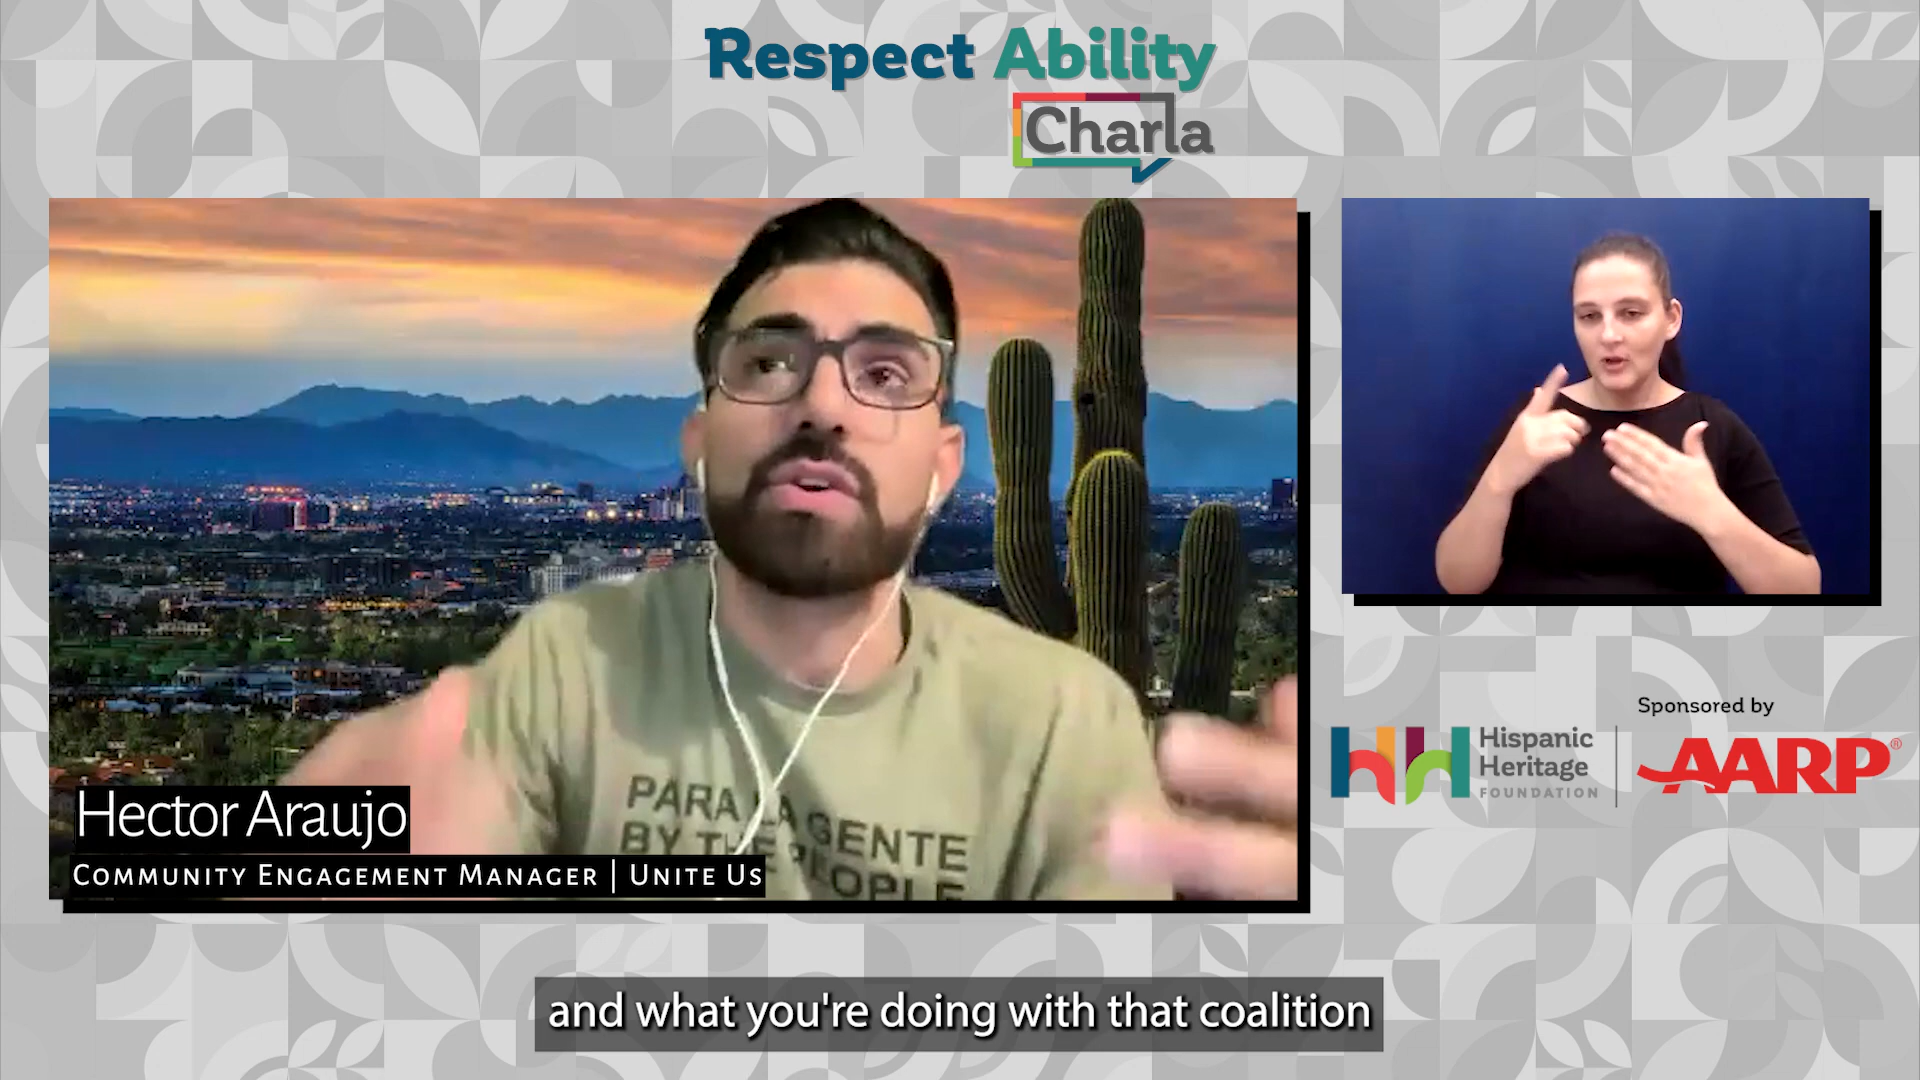 Respect Ability
Charla
PARA LA GENTE
BY THE PEOPLE
Hector Araujo
COMMUNITY ENGAGEMENT MANAGER | UNITE US
Sponsored by
Hispanic
Heritage
FOUNDATION
AARP®
and what you're doing with that coalition